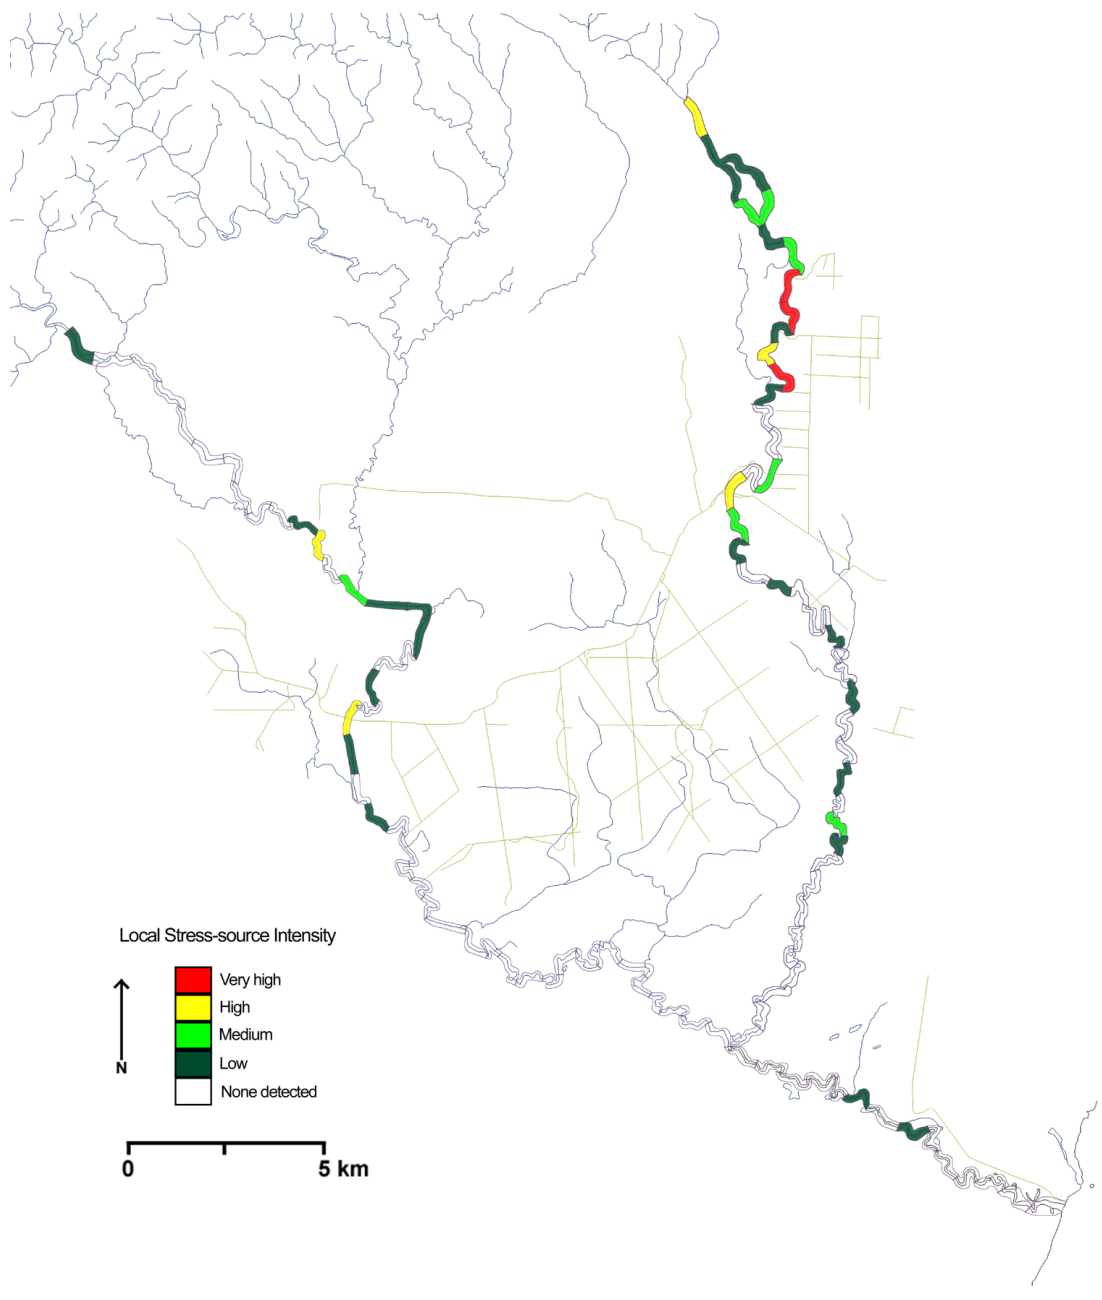 Local Stress-source Intensity
Very high
High
Medium
Low
None detected
N
0 5 km